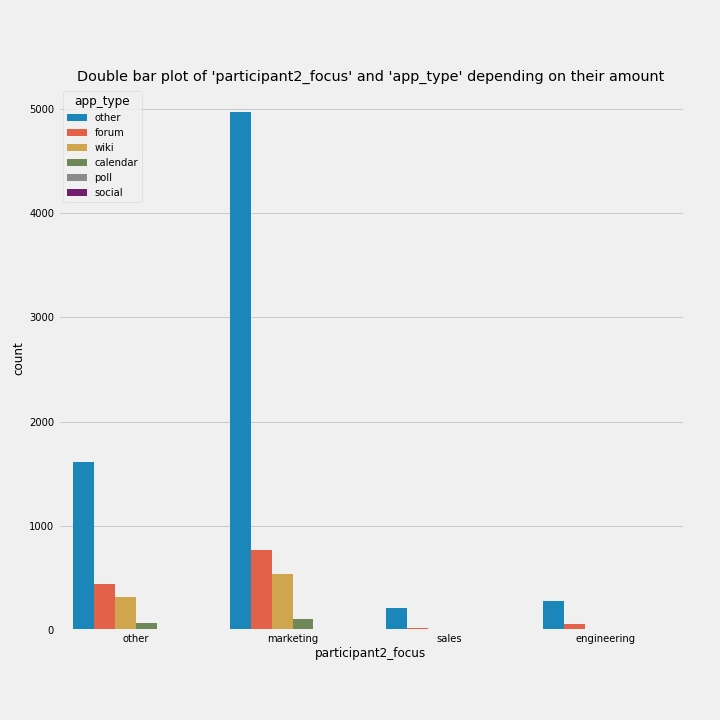 Double bar plot of 'participant2_focus' and 'app_type' depending on their amount
app_type
other
forum
wiki
calendar
poll
social
5000
4000
3000
2000
1000
0
count
other marketing sales engineering
participant2_focus